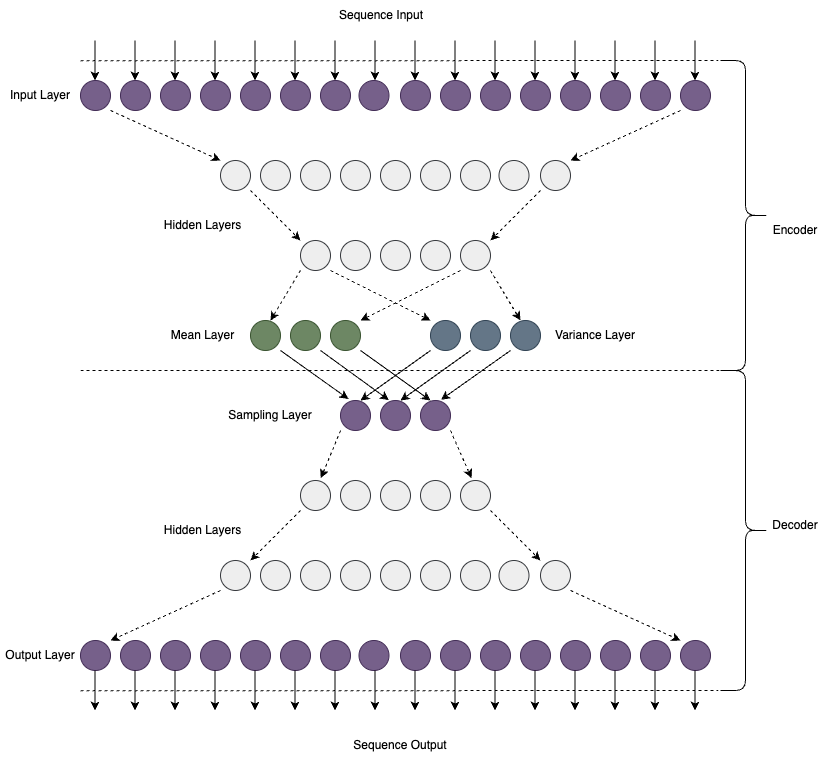 Sequence Input
Input Layer
Hidden Layers
Encoder
Mean Layer
Variance Layer
Sampling Layer
Hidden Layers
Decoder
Output Layer
Sequence Output